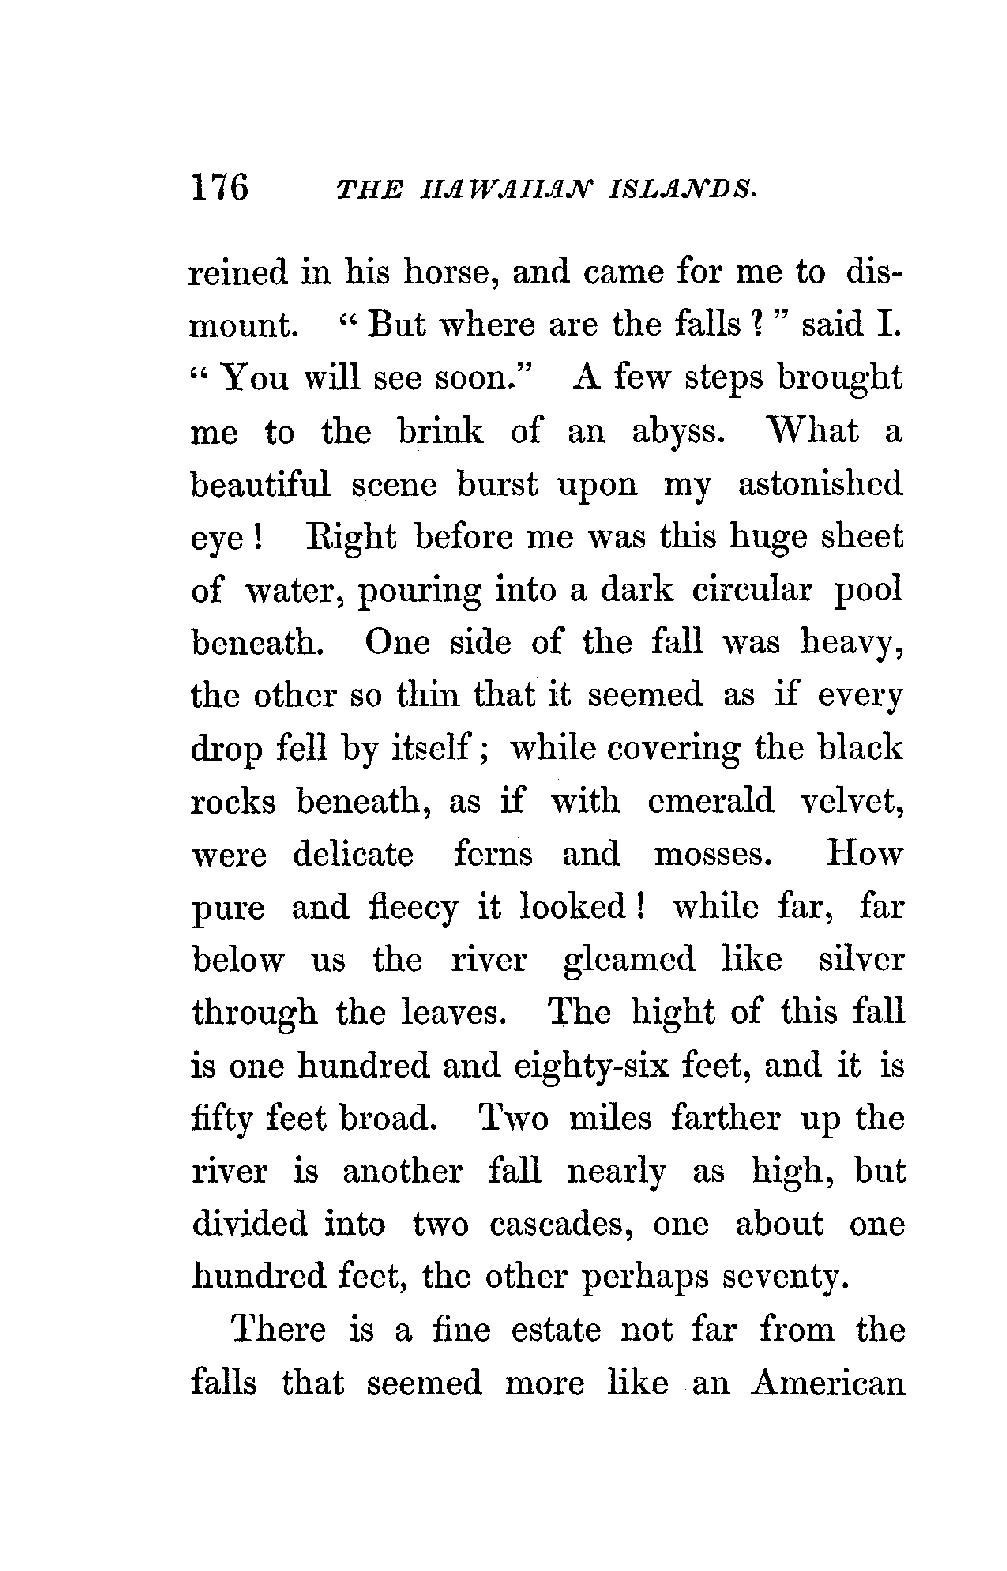 176 THE HAWAIIAN ISLANDS.
reined in his horse, and came for me to dis-
mount. “ But where are the falls ? ” said I.
“ You will see soon.” A few steps brought
me to the brink of an abyss. What a
beautiful scene burst upon my astonished
eye ! Right before me was this huge sheet
of water, pouring into a dark circular pool
beneath. One side of the fall was heavy,
the other so thin that it seemed as if every
drop fell by itself ; while covering the black
rocks beneath, as if with emerald velvet,
were delicate ferns and mosses. How
pure and fleecy it looked ! while far, far
below us the river gleamed like silver
through the leaves. The hight of this fall
is one hundred and eighty-six feet, and it is
fifty feet broad. Two miles farther up the
river is another fall nearly as high, but
divided into two cascades, one about one
hundred feet, the other perhaps seventy.
There is a fine estate not far from the
falls that seemed more like an American